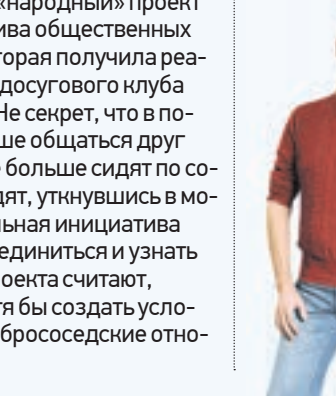 «народный» проект
ива общественных
торая получила реа-
досугового клуба
Не секрет, что в по-
ше общаться друг
е больше сидят по со-
дят, уткнувшись в мо-
льная инициатива
единиться и узнать
оекта считают,
тя бы создать усло-
брососедские отно-